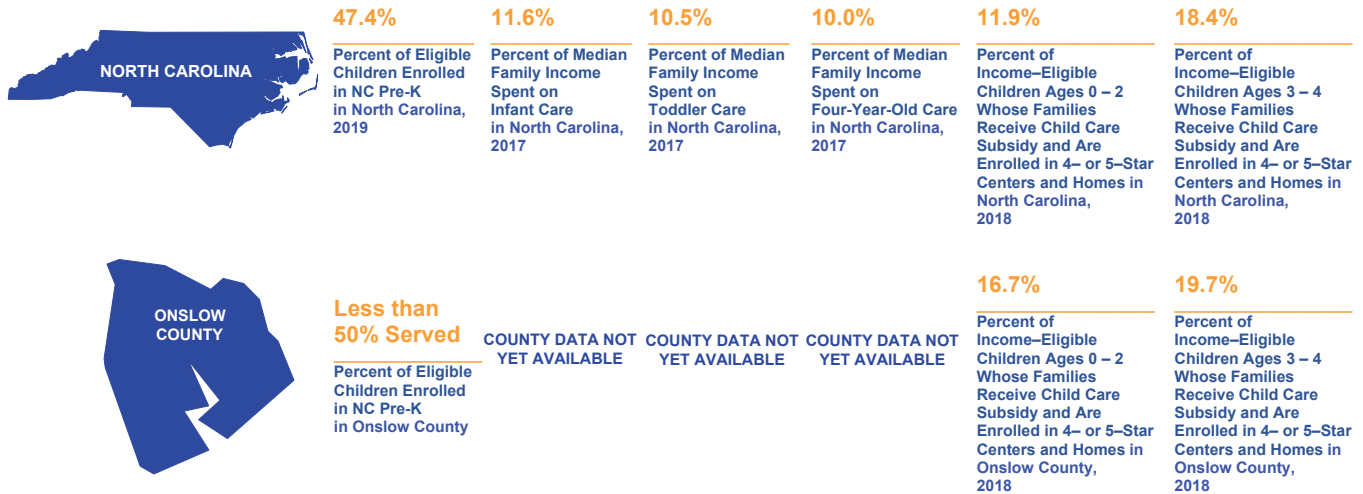 NORTH CAROLINA
47.4%
Percent of Eligible
Children Enrolled
in NC Pre-K
in North Carolina,
2019
11.6%
Percent of Median
Family Income
Spent on
Infant Care
in North Carolina,
2017
10.5%
Percent of Median
Family Income
Spent on
Toddler Care
in North Carolina,
2017
10.0%
Percent of Median
Family Income
Spent on
Four-Year-Old Care
in North Carolina,
2017
11.9%
Percent of
Income–Eligible
Children Ages 0 – 2
Whose Families
Receive Child Care
Subsidy and Are
Enrolled in 4– or 5–Star
Centers and Homes in
North Carolina,
2018
18.4%
Percent of
Income–Eligible
Children Ages 3 – 4
Whose Families
Receive Child Care
Subsidy and Are
Enrolled in 4– or 5–Star
Centers and Homes in
North Carolina,
2018
ONSLOW
COUNTY
Less than
50% Served
Percent of Eligible
Children Enrolled
in NC Pre-K
in Onslow County
COUNTY DATA NOT
YET AVAILABLE
COUNTY DATA NOT
YET AVAILABLE
COUNTY DATA NOT
YET AVAILABLE
16.7%
Percent of
Income–Eligible
Children Ages 0 – 2
Whose Families
Receive Child Care
Subsidy and Are
Enrolled in 4– or 5–Star
Centers and Homes in
Onslow County,
2018
19.7%
Percent of
Income–Eligible
Children Ages 3 – 4
Whose Families
Receive Child Care
Subsidy and Are
Enrolled in 4– or 5–Star
Centers and Homes in
Onslow County,
2018